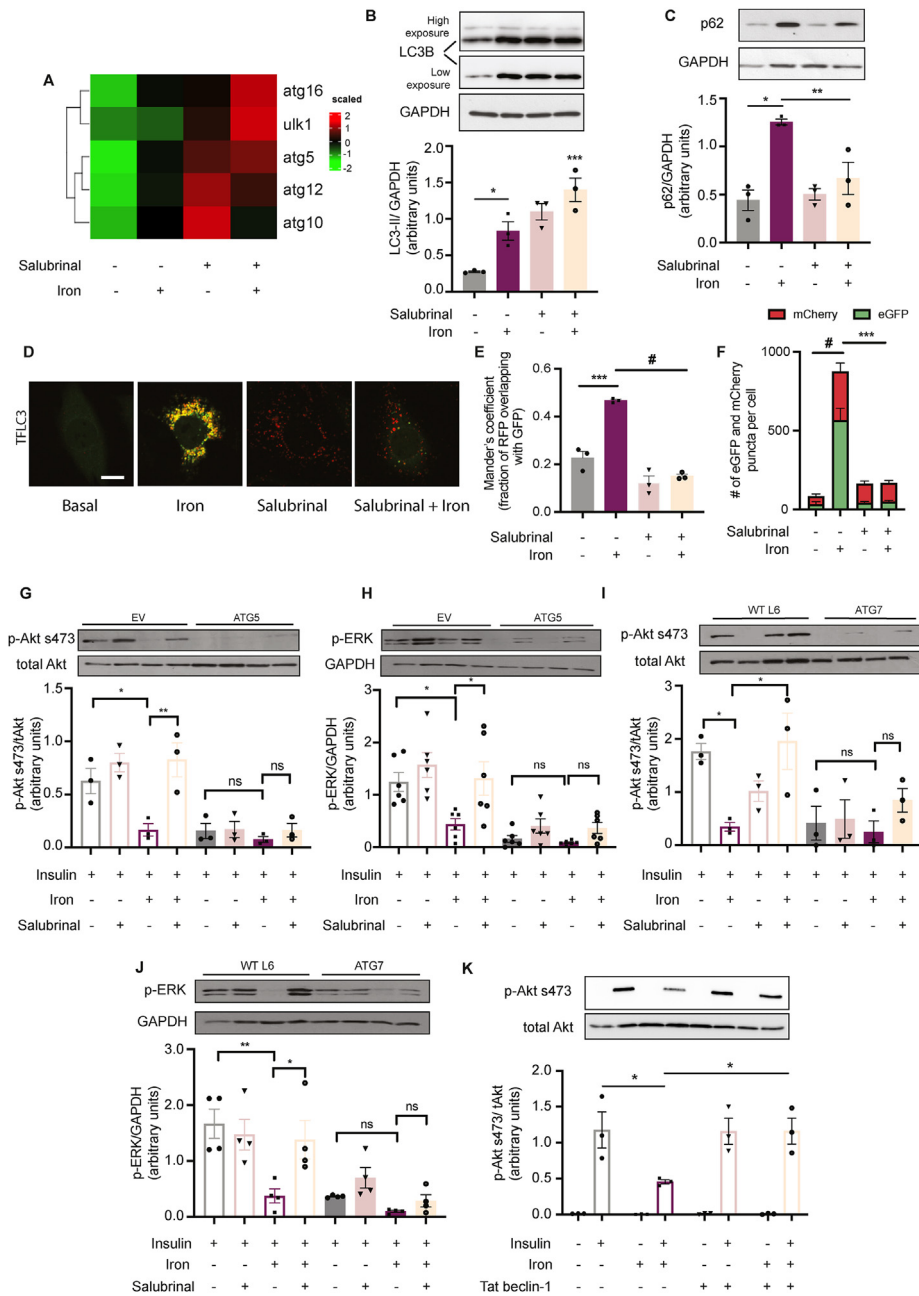 A
atg16
ulk1
atg5
atg12
atg10
scaled
2
1
0
-1
-2
Salubrinal - - + +
Iron - + - +
B
High exposure
LC3B
Low exposure
GAPDH
LC3-II/ GAPDH
(arbitrary units)
2.0
1.5
1.0
0.5
0.0
*
***
Salubrinal - - + +
Iron - + - +
C
p62
GAPDH
p62/GAPDH
(arbitrary units)
1.5
1.0
0.5
0.0
*
**
Salubrinal - - + +
Iron - + - +
D
TFLC3
Basal
Iron
Salubrinal
Salubrinal + Iron
E
Mander's coefficient
(fraction of RFP overlapping
with GFP)
0.6
0.4
0.2
0.0
***
#
Salubrinal - - + +
Iron - + - +
mCherry
eGFP
F
# of eGFP and mCherry
puncta per cell
1000
500
0
#
***
Salubrinal - - + +
Iron - + - +
G
EV
ATG5
p-Akt s473
total Akt
p-Akt s473/tAkt
(arbitrary units)
1.5
1.0
0.5
0.0
*
**
ns
ns
Insulin + + + + + + + +
Iron - - + + - - + +
Salubrinal - + - + - + - +
H
EV
ATG5
p-ERK
GAPDH
p-ERK/GAPDH
(arbitrary units)
3
2
1
0
*
*
ns
ns
+ + + + + + + +
- - + + - - + +
- + - + - + - +
I
WT L6
ATG7
p-Akt s473
total Akt
p-Akt s473/tAkt
(arbitrary units)
3
2
1
0
*
*
ns
ns
Insulin + + + + + + + +
Iron - + - + - - + +
Salubrinal - - + + - + - +
J
WT L6
ATG7
p-ERK
GAPDH
p-ERK/GAPDH
(arbitrary units)
3.0
2.0
1.0
0.0
**
*
ns
ns
Insulin + + + + + + + +
Iron - - + + - - + +
Salubrinal - + - + - + - +
K
p-Akt s473
total Akt
p-Akt s473/ tAkt
(arbitrary units)
2.0
1.5
1.0
0.5
0.0
*
*
Insulin - + - + - + - +
Iron - - + + - - + +
Tat beclin-1 - - - - + + + +